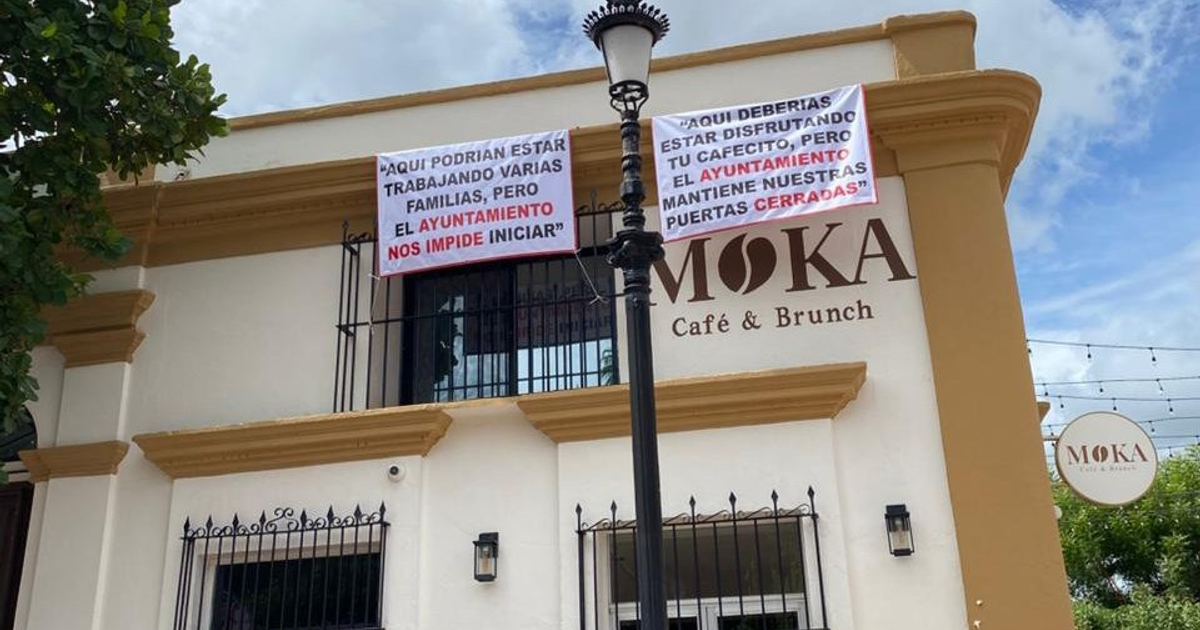 "AQUI PODRIAN ESTAR
TRABAJANDO VARIAS
FAMILIAS, PERO
EL AYUNTAMIENTO
NOS IMPIDE INICIAR"
"AQUI DEBERIAS
ESTAR DISFRUTANDO
TU CAFECITO, PERO
EL AYUNTAMIENTO
MANTIENE NUESTRAS
PUERTAS CERRADAS"
MOKA
Café & Brunch
MOKA
Café & Brunch